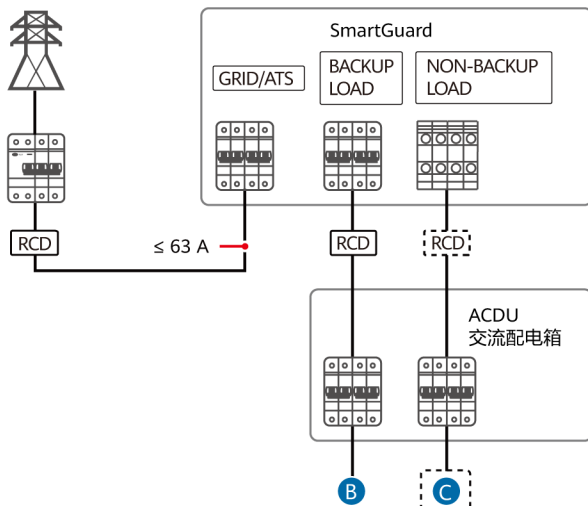 SmartGuard
GRID/ATS
BACKUP
LOAD
NON-BACKUP
LOAD
RCD
≤ 63 A
RCD
RCD
ACDU
交流配电箱
B
C